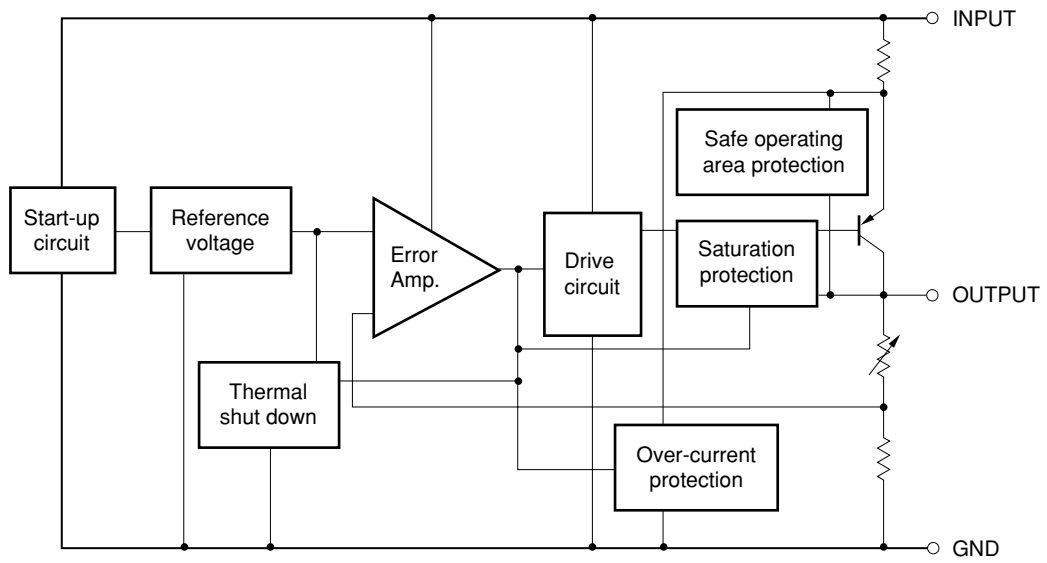 INPUT
Safe operating
area protection
Start-up
circuit
Reference
voltage
Error
Amp.
Drive
circuit
Saturation
protection
OUTPUT
Thermal
shut down
Over-current
protection
GND